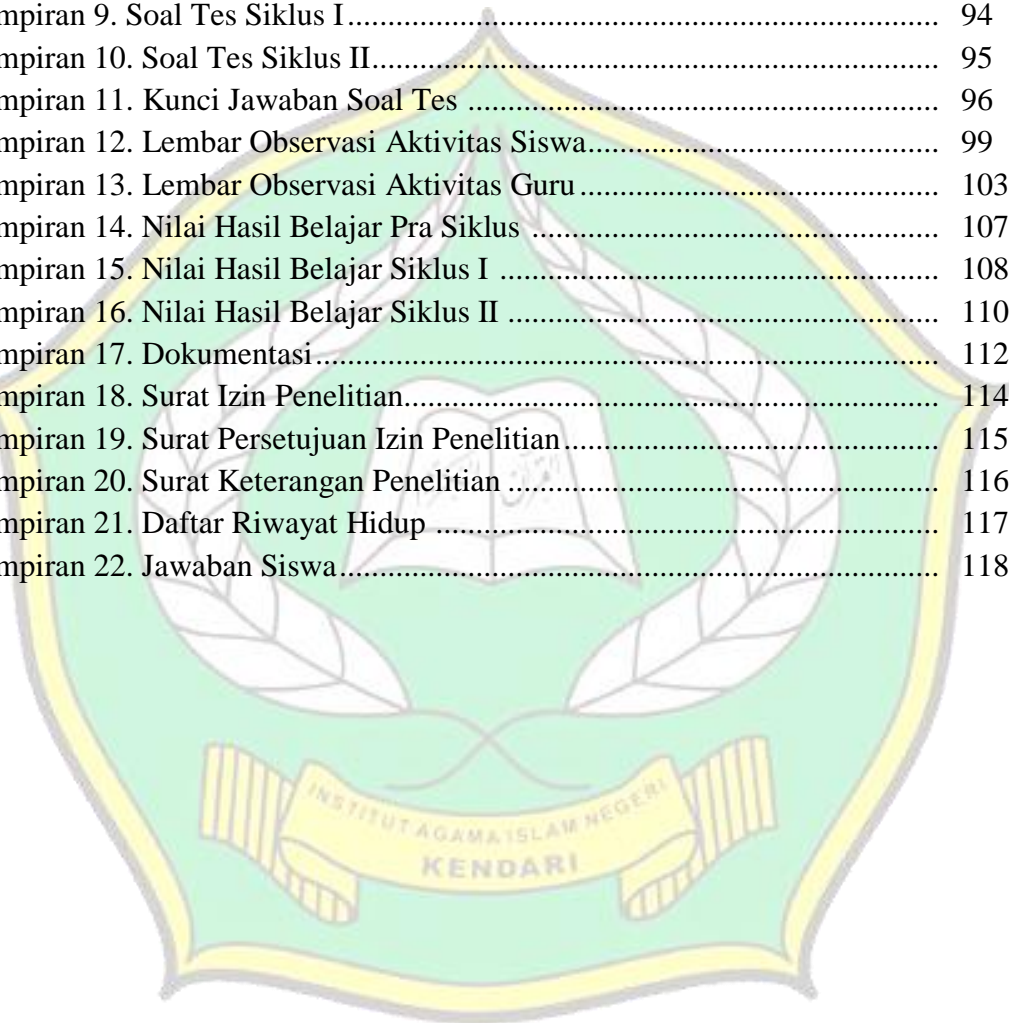 mpiran 9. Soal Tes Siklus I.......................................................................... 94
mpiran 10. Soal Tes Siklus II....................................................................... 95
mpiran 11. Kunci Jawaban Soal Tes ........................................................... 96
mpiran 12. Lembar Observasi Aktivitas Siswa............................................ 99
mpiran 13. Lembar Observasi Aktivitas Guru ............................................. 103
mpiran 14. Nilai Hasil Belajar Pra Siklus ................................................... 107
mpiran 15. Nilai Hasil Belajar Siklus I ....................................................... 108
mpiran 16. Nilai Hasil Belajar Siklus II ...................................................... 110
mpiran 17. Dokumentasi.............................................................................. 112
mpiran 18. Surat Izin Penelitian................................................................... 114
mpiran 19. Surat Persetujuan Izin Penelitian............................................... 115
mpiran 20. Surat Keterangan Penelitian ...................................................... 116
mpiran 21. Daftar Riwayat Hidup ............................................................... 117
mpiran 22. Jawaban Siswa........................................................................... 118
INSTITUT AGAMA ISLAM NEGERI
KENDARI